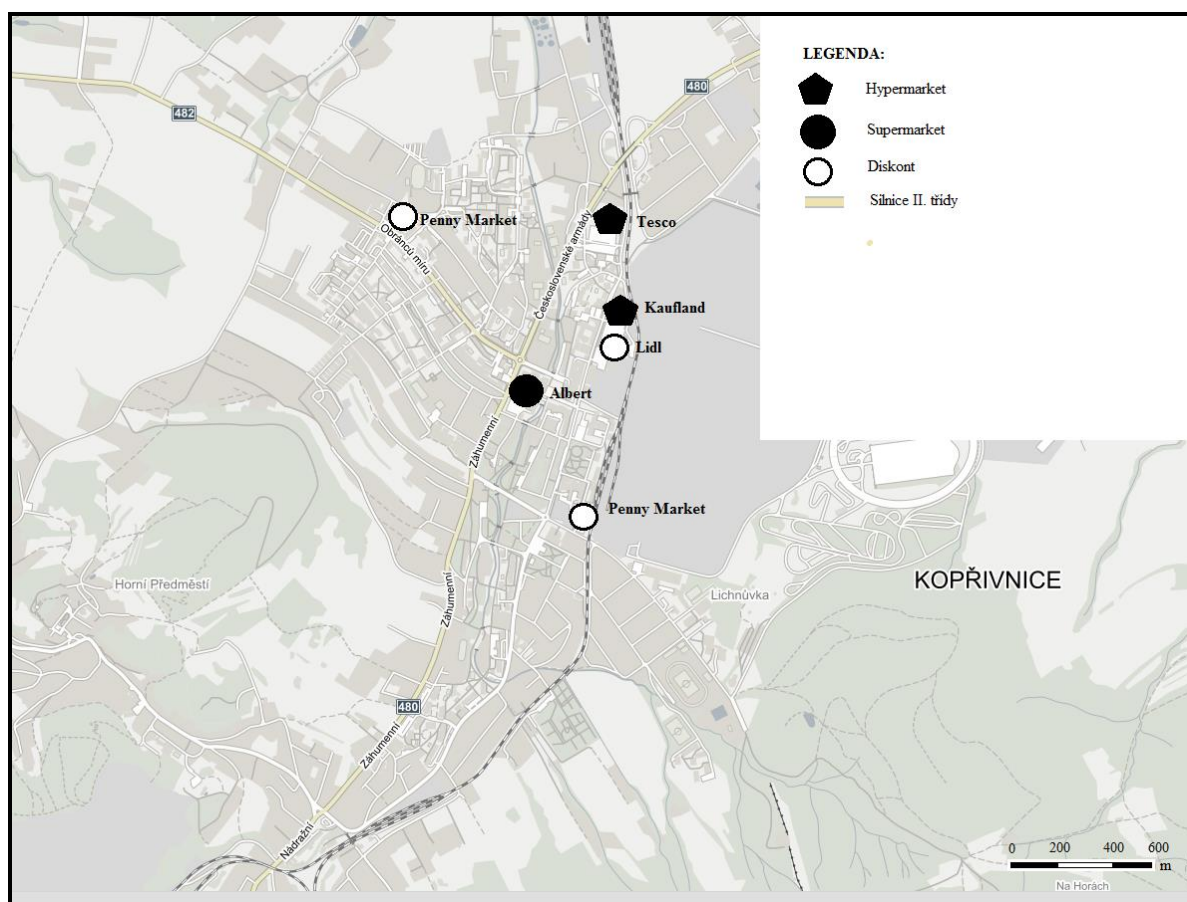 LEGENDA:
Hypermarket
Supermarket
Diskont
Silnice II. třídy
480
482
Penny Market
Tesco
Obránců míru
Československé armády
Kaufland
Lidl
Albert
Záhumenní
Penny Market
KOPŘIVNICE
Horní Předměstí
Záhumenní
Lichnůvka
480
Záhumenní
Nádražní
0 200 400 600
m
Na Horách